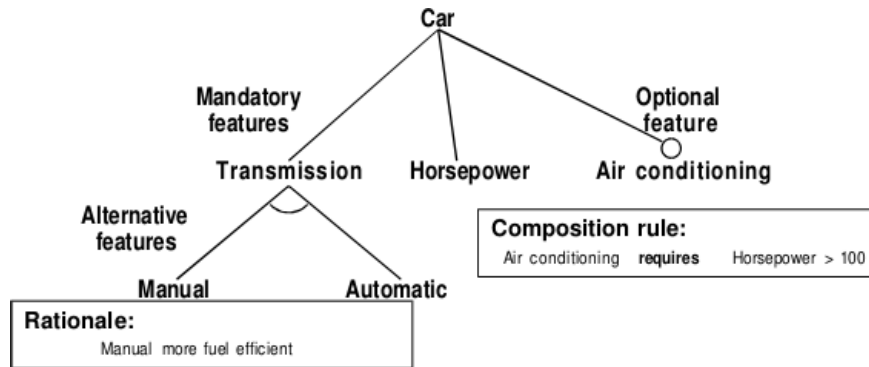 Car
Mandatory
features
Optional
feature
Transmission
Horsepower
Air conditioning
Alternative
features
Composition rule:
Air conditioning requires Horsepower > 100
Manual
Automatic
Rationale:
Manual more fuel efficient